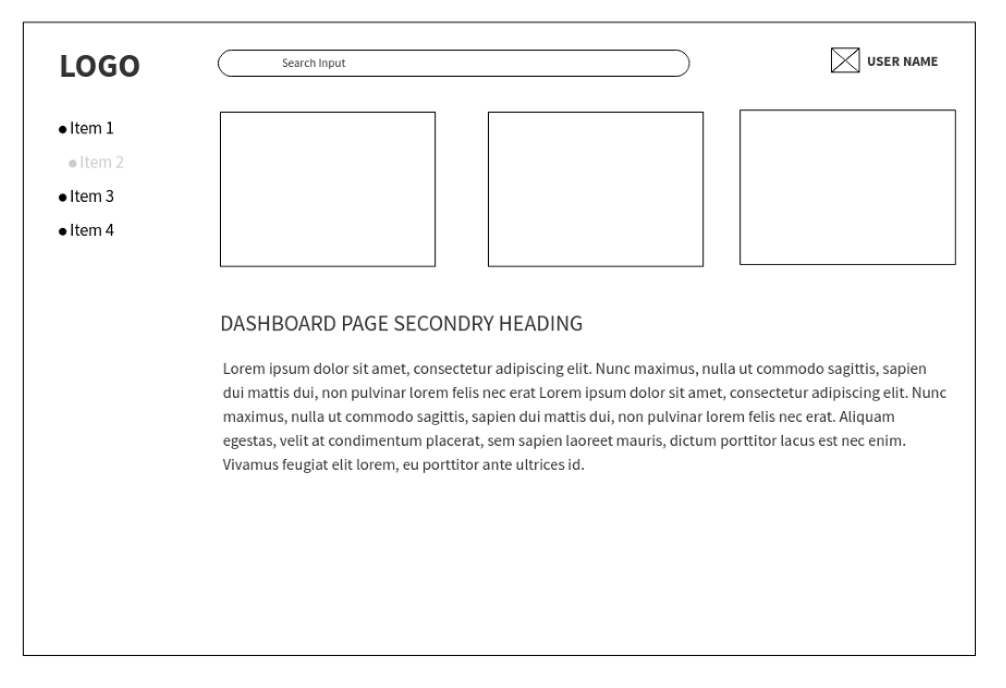 LOGO
Search Input
USER NAME
Item 1
Item 2
Item 3
Item 4
DASHBOARD PAGE SECONDRY HEADING
Lorem ipsum dolor sit amet, consectetur adipiscing elit. Nunc maximus, nulla ut commodo sagittis, sapien
dui mattis dui, non pulvinar lorem felis nec erat Lorem ipsum dolor sit amet, consectetur adipiscing elit. Nunc
maximus, nulla ut commodo sagittis, sapien dui mattis dui, non pulvinar lorem felis nec erat. Aliquam
egestas, velit at condimentum placerat, sem sapien laoreet mauris, dictum porttitor lacus est nec enim.
Vivamus feugiat elit lorem, eu porttitor ante ultrices id.